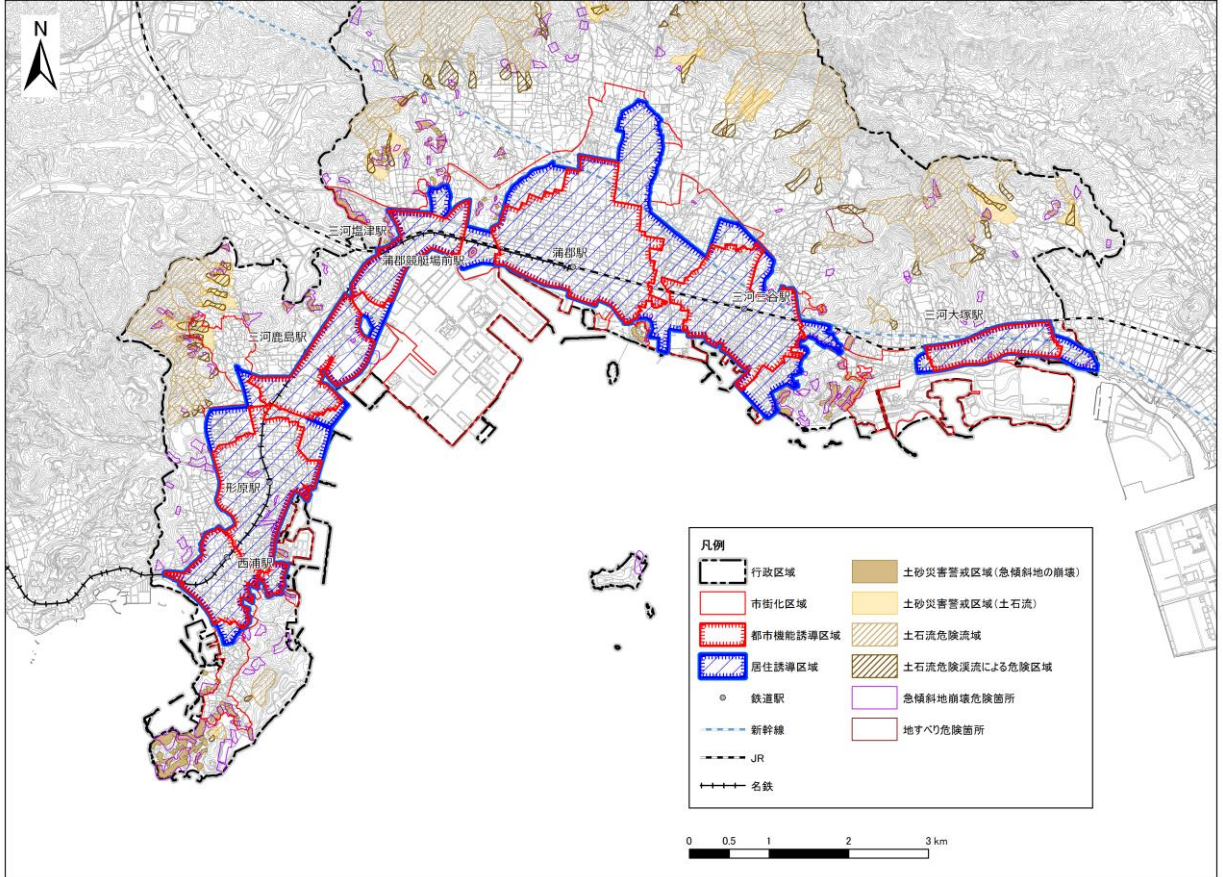 N
三河塩津駅
蒲郡競艇場前駅
蒲郡駅
三河三谷駅
三河大塚駅
三河鹿島駅
形原駅
西浦駅
凡例
行政区域
市街化区域
都市機能誘導区域
居住誘導区域
鉄道駅
新幹線
JR
名鉄
土砂災害警戒区域(急傾斜地の崩壊)
土砂災害警戒区域(土石流)
土石流危険流域
土石流危険渓流による危険区域
急傾斜地崩壊危険箇所
地すべり危険箇所
0 0.5 1 2 3 km